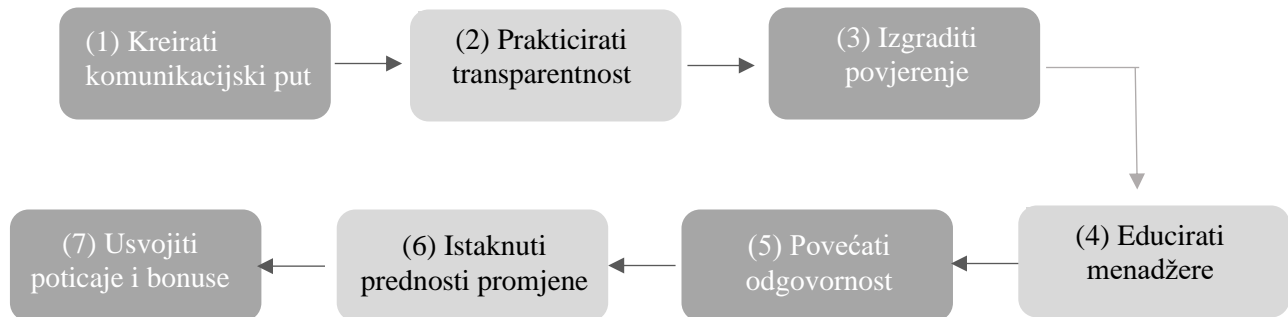 (1) Kreirati
komunikacijski put
(2) Prakticirati
transparentnost
(3) Izgraditi
povjerenje
(4) Educirati
menadžere
(5) Povećati
odgovornost
(6) Istaknuti
prednosti promjene
(7) Usvojiti
poticaje i bonuse